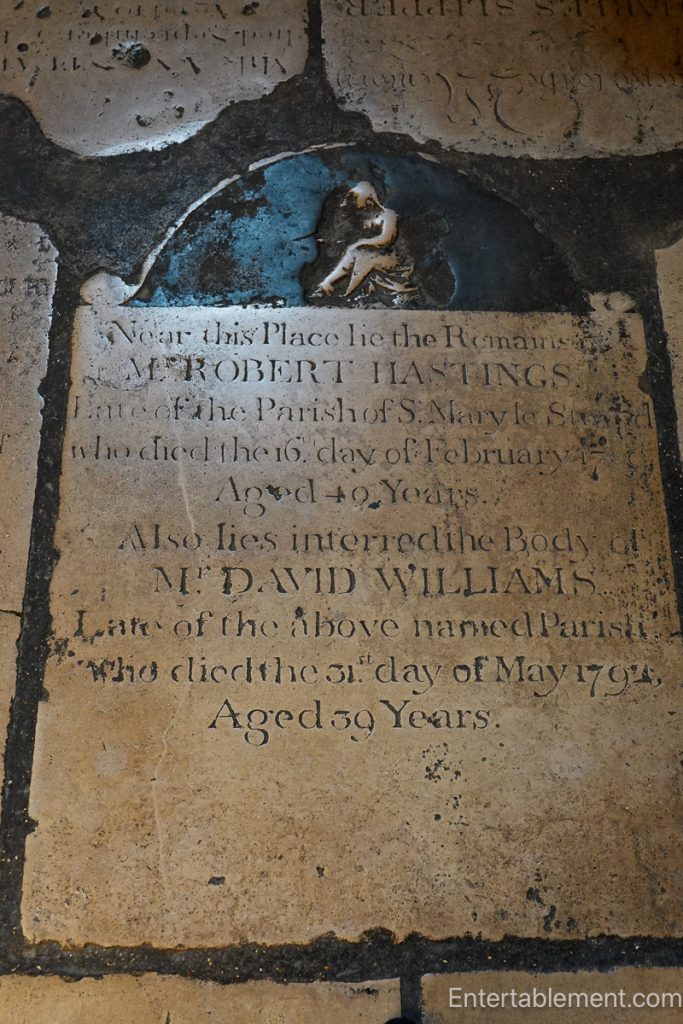 Near this Place lie the Remains
Mr ROBERT HASTINGS
Late of the Parish of St Mary le Strand
who died the 16th day of February
Aged 49 Years.
Also lies interred the Body of
Mr DAVID WILLIAMS
Late of the above named Parish
who died the 31st day of May
Aged 39 Years.
Entertablement.com